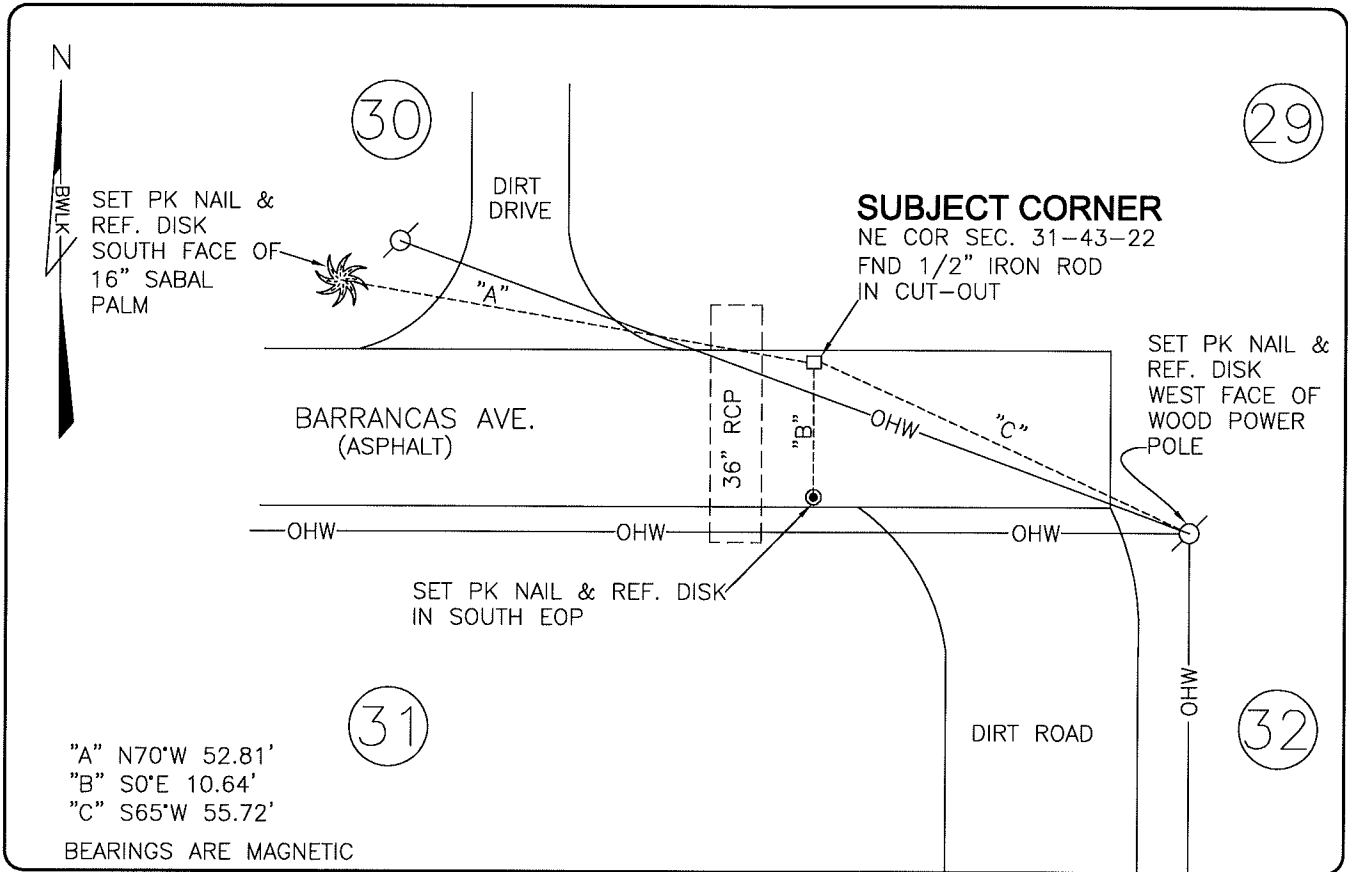 N
BWLK
30
29
SET PK NAIL &
REF. DISK
SOUTH FACE OF
16" SABAL
PALM
DIRT
DRIVE
"A"
SUBJECT CORNER
NE COR SEC. 31-43-22
FND 1/2" IRON ROD
IN CUT-OUT
SET PK NAIL &
REF. DISK
WEST FACE OF
WOOD POWER
POLE
BARRANCAS AVE.
(ASPHALT)
36" RCP
"B"
OHW
"C"
OHW
OHW
OHW
SET PK NAIL & REF. DISK
IN SOUTH EOP
OHW
31
DIRT ROAD
32
"A" N70°W 52.81'
"B" S0°E 10.64'
"C" S65°W 55.72'
BEARINGS ARE MAGNETIC